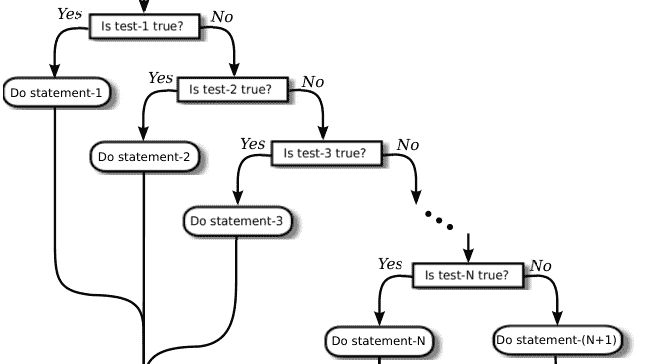 Yes
Is test-1 true?
No
Do statement-1
Yes
Is test-2 true?
No
Do statement-2
Yes
Is test-3 true?
No
Do statement-3
Yes
Is test-N true?
No
Do statement-N
Do statement-(N+1)